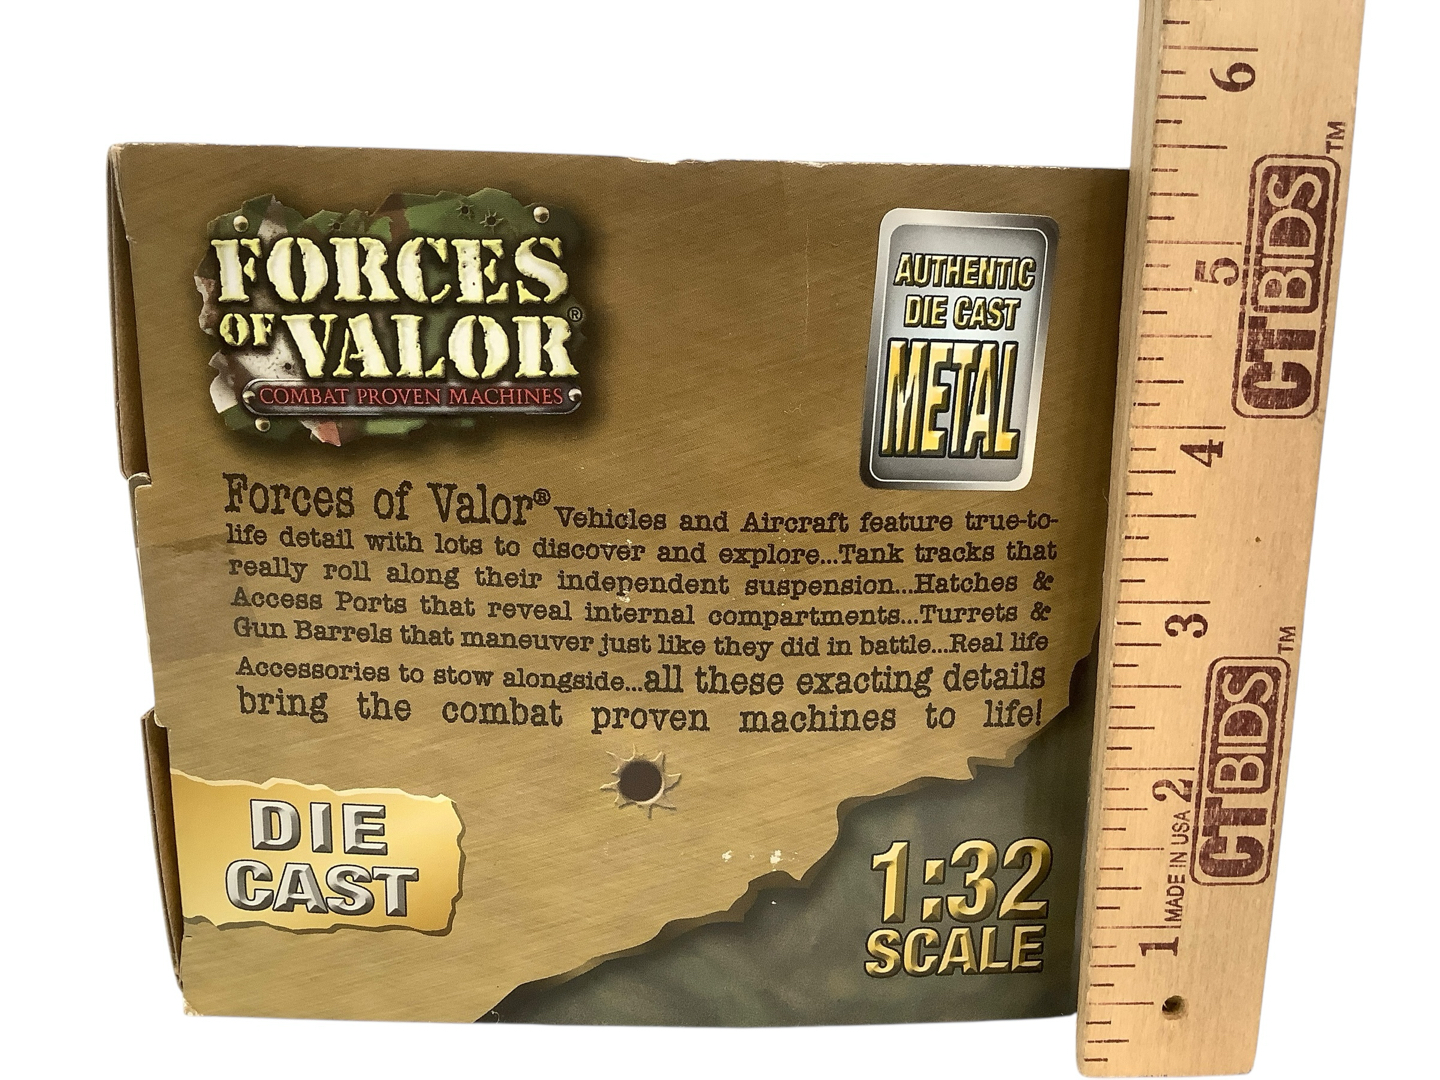 FORCES
OF VALOR®
COMBAT PROVEN MACHINES
AUTHENTIC
DIE CAST
METAL
Forces of Valor® Vehicles and Aircraft feature true-to-
life detail with lots to discover and explore...Tank tracks that
really roll along their independent suspension...Hatches &
Access Ports that reveal internal compartments...Turrets &
Gun Barrels that maneuver just like they did in battle...Real life
Accessories to stow alongside...all these exacting details
bring the combat proven machines to life!
DIE
CAST
1:32
SCALE
6
5
4
3
2
1
MADE IN USA
CTBIDS™
CTBIDS™